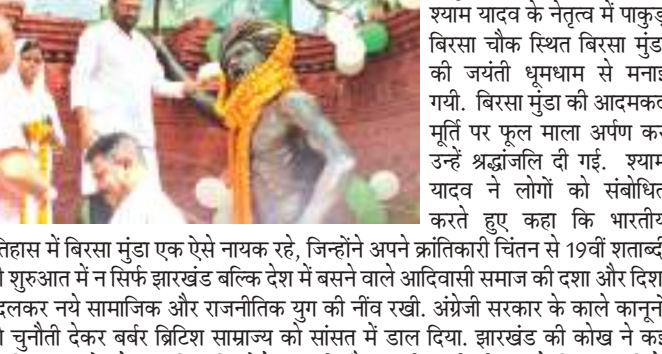 श्याम यादव के नेतृत्व में पाकुड़
बिरसा चौक स्थित बिरसा मुंडा
की जयंती धूमधाम से मनाई
गयी. बिरसा मुंडा की आदमकद
मूर्ति पर फूल माला अर्पण कर
उन्हें श्रद्धांजलि दी गई. श्याम
यादव ने लोगों को संबोधित
करते हुए कहा कि भारतीय
में बिरसा मुंडा एक ऐसे नायक रहे, जिन्होंने अपने क्रांतिकारी चिंतन से 19वीं शताब्दी
शुरुआत में न सिर्फ झारखंड बल्कि देश में बसने वाले आदिवासी समाज की दशा और
नये सामाजिक और राजनीतिक युग की नींव रखी. अंग्रेजी सरकार के काले
चुनौती देकर बर्बर ब्रिटिश साम्राज्य को सांसत में डाल दिया. झारखंड की कोख ने